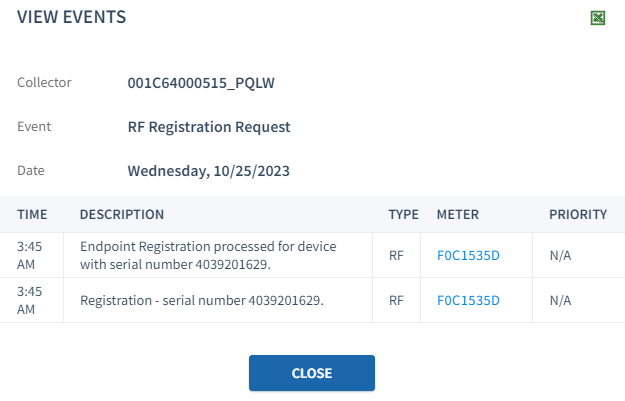 VIEW EVENTS
Collector 001C64000515_PQLW
Event RF Registration Request
Date Wednesday, 10/25/2023
TIME DESCRIPTION TYPE METER PRIORITY
3:45 AM Endpoint Registration processed for device with serial number 4039201629. RF F0C1535D N/A
3:45 AM Registration - serial number 4039201629. RF F0C1535D N/A
CLOSE